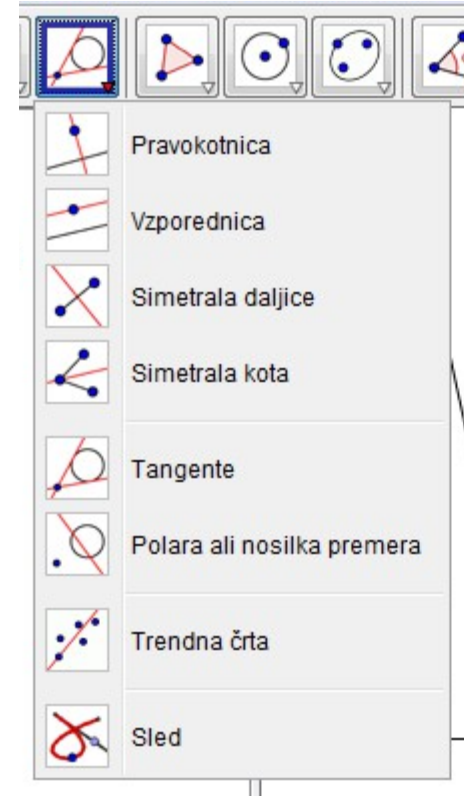 Pravokotnica
Vzporednica
Simetrala daljice
Simetrala kota
Tangente
Polara ali nosilka premera
Trendna črta
Sled